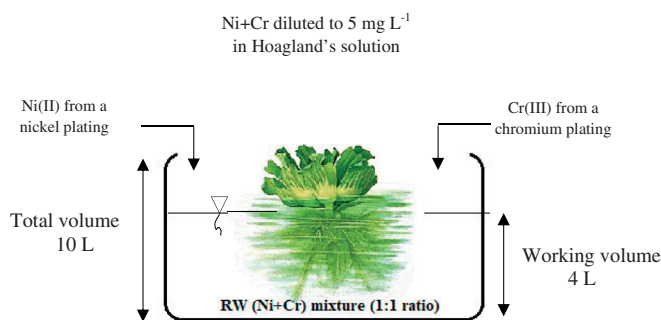 Ni+Cr diluted to 5 mg L⁻¹
in Hoagland's solution
Ni(II) from a
nickel plating
Cr(III) from a
chromium plating
Total volume
10 L
Working volume
4 L
RW (Ni+Cr) mixture (1:1 ratio)